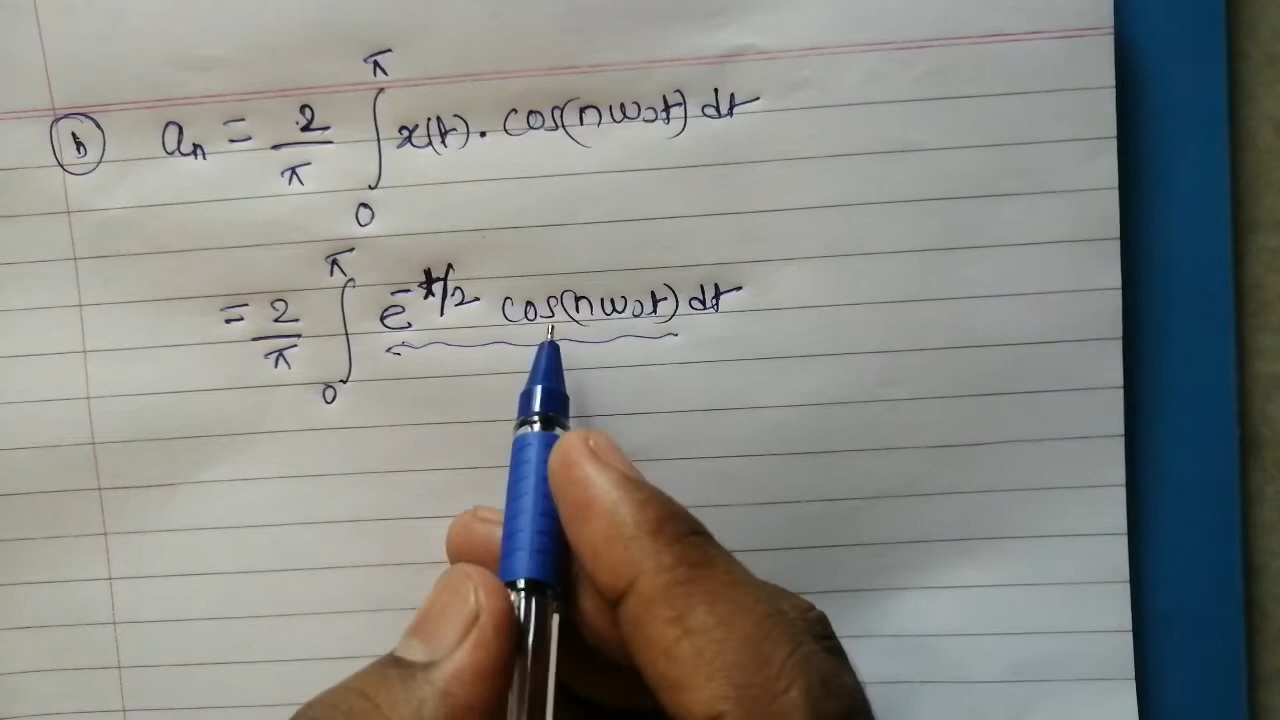 (b) aₙ = 2/π ∫₀^π x(t). cos(nω₀t) dt
= 2/π ∫₀^π e^(-t/2) cos(nω₀t) dt